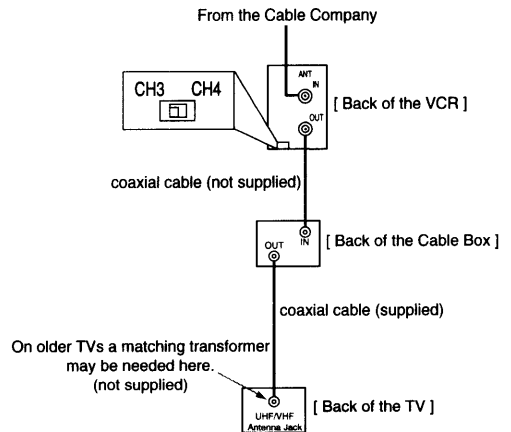 From the Cable Company
ANT
IN
CH3 CH4
[ Back of the VCR ]
OUT
coaxial cable (not supplied)
OUT
IN
[ Back of the Cable Box ]
coaxial cable (supplied)
On older TVs a matching transformer
may be needed here.
(not supplied)
[ Back of the TV ]
UHF/VHF
Antenna Jack